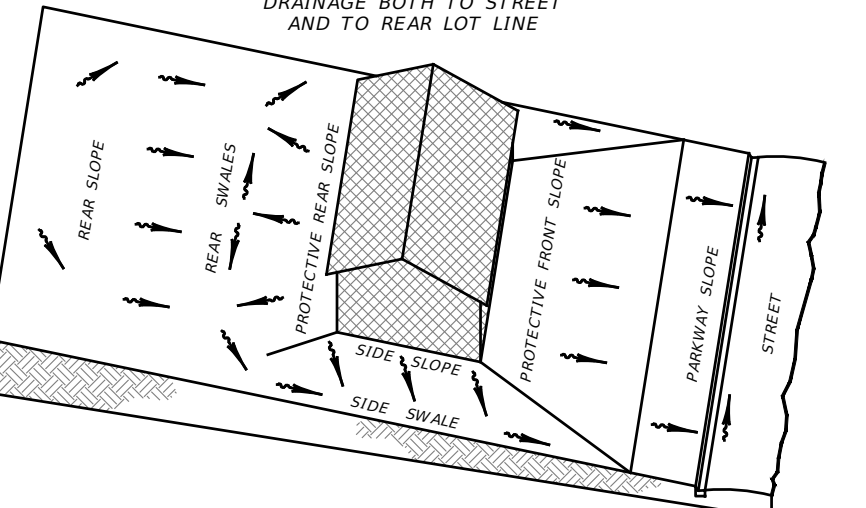 DRAINAGE BOTH TO STREET
AND TO REAR LOT LINE
REAR SLOPE
REAR SWALES
PROTECTIVE REAR SLOPE
SIDE SLOPE
SIDE SWALE
PROTECTIVE FRONT SLOPE
PARKWAY SLOPE
STREET